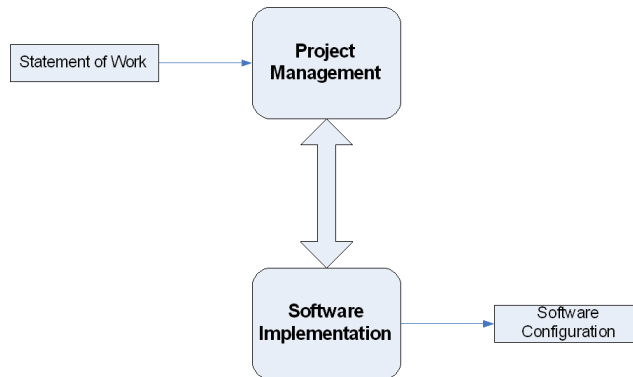 Project
Management
Statement of Work
Software
Implementation
Software
Configuration